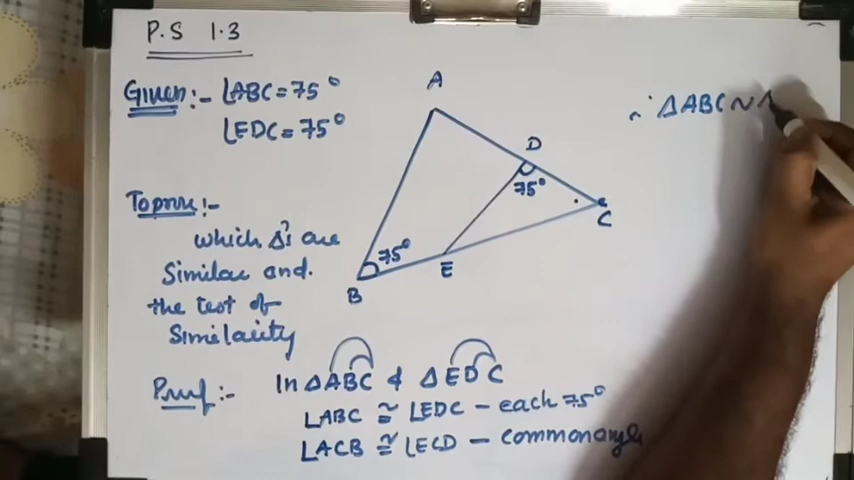 P.S 1.3
Given:- ∠ABC = 75°
∠EDC = 75°
To prove:-
which Δ's are
Similar and.
the test of
Similarity
A
D
75°
C
75°
B
E
Proof:- In ΔABC & ΔEDC
∠ABC ≅ ∠EDC - each 75°
∠ACB ≅ ∠ECD - common angle
∴ ΔABC ~ Δ